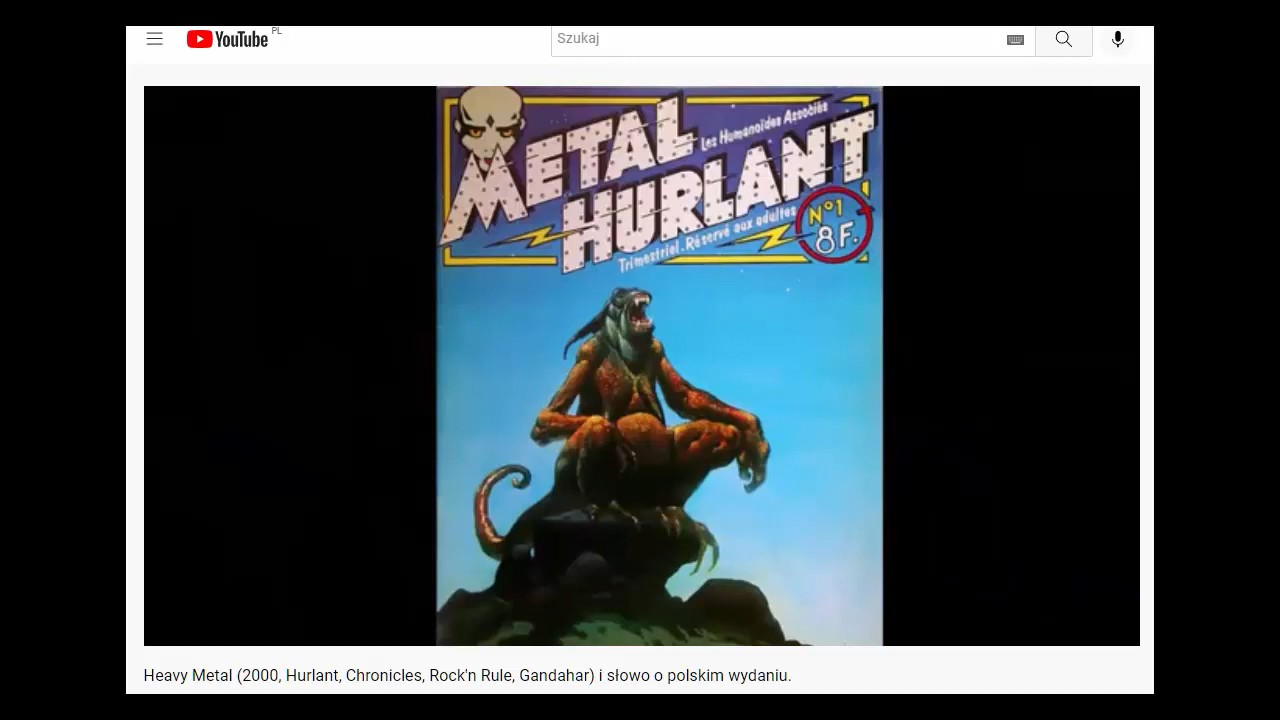 YouTube PL
Szukaj
METAL
Les Humanoïdes Associés
HURLANT
N°1
8F.
Trimestriel. Réservé aux adultes
Heavy Metal (2000, Hurlant, Chronicles, Rock'n Rule, Gandahar) i słowo o polskim wydaniu.